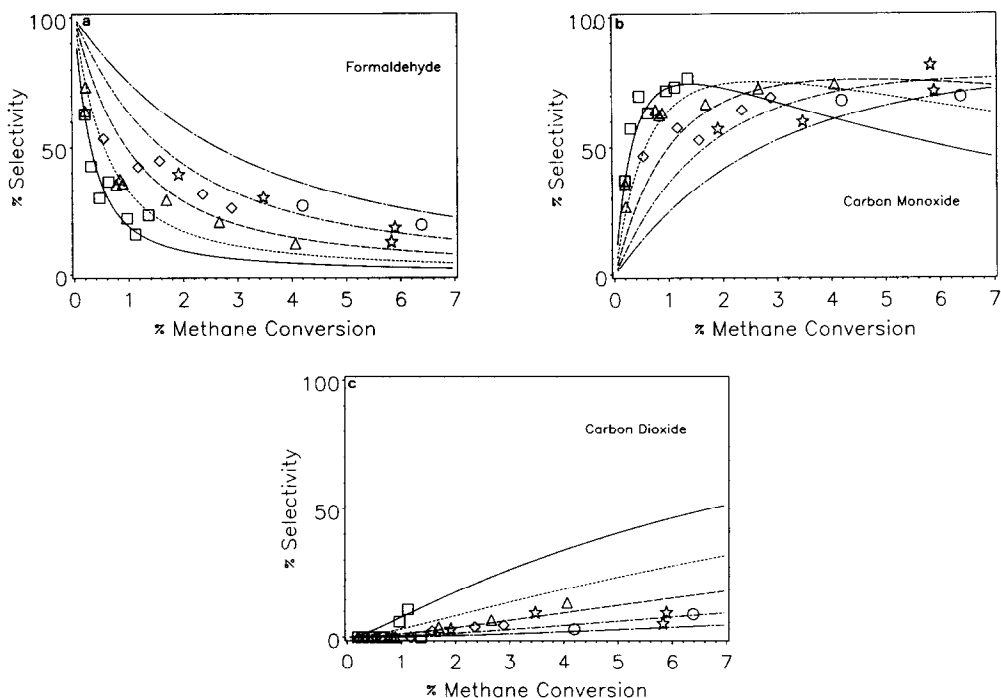 a
Formaldehyde
% Selectivity
100
50
0
0 1 2 3 4 5 6 7
% Methane Conversion
b
Carbon Monoxide
% Selectivity
100
50
0
0 1 2 3 4 5 6 7
% Methane Conversion
c
Carbon Dioxide
% Selectivity
100
50
0
0 1 2 3 4 5 6 7
% Methane Conversion